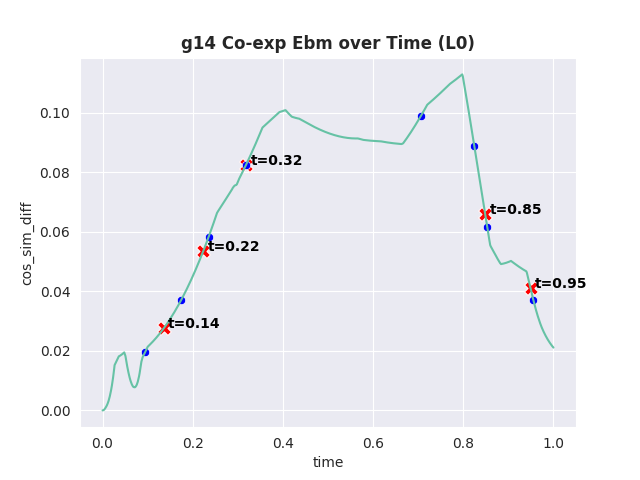 g14 Co-exp Ebm over Time (L0)
cos_sim_diff
0.10
0.08
0.06
0.04
0.02
0.00
t=0.32
t=0.85
t=0.22
t=0.95
t=0.14
0.0 0.2 0.4 0.6 0.8 1.0
time